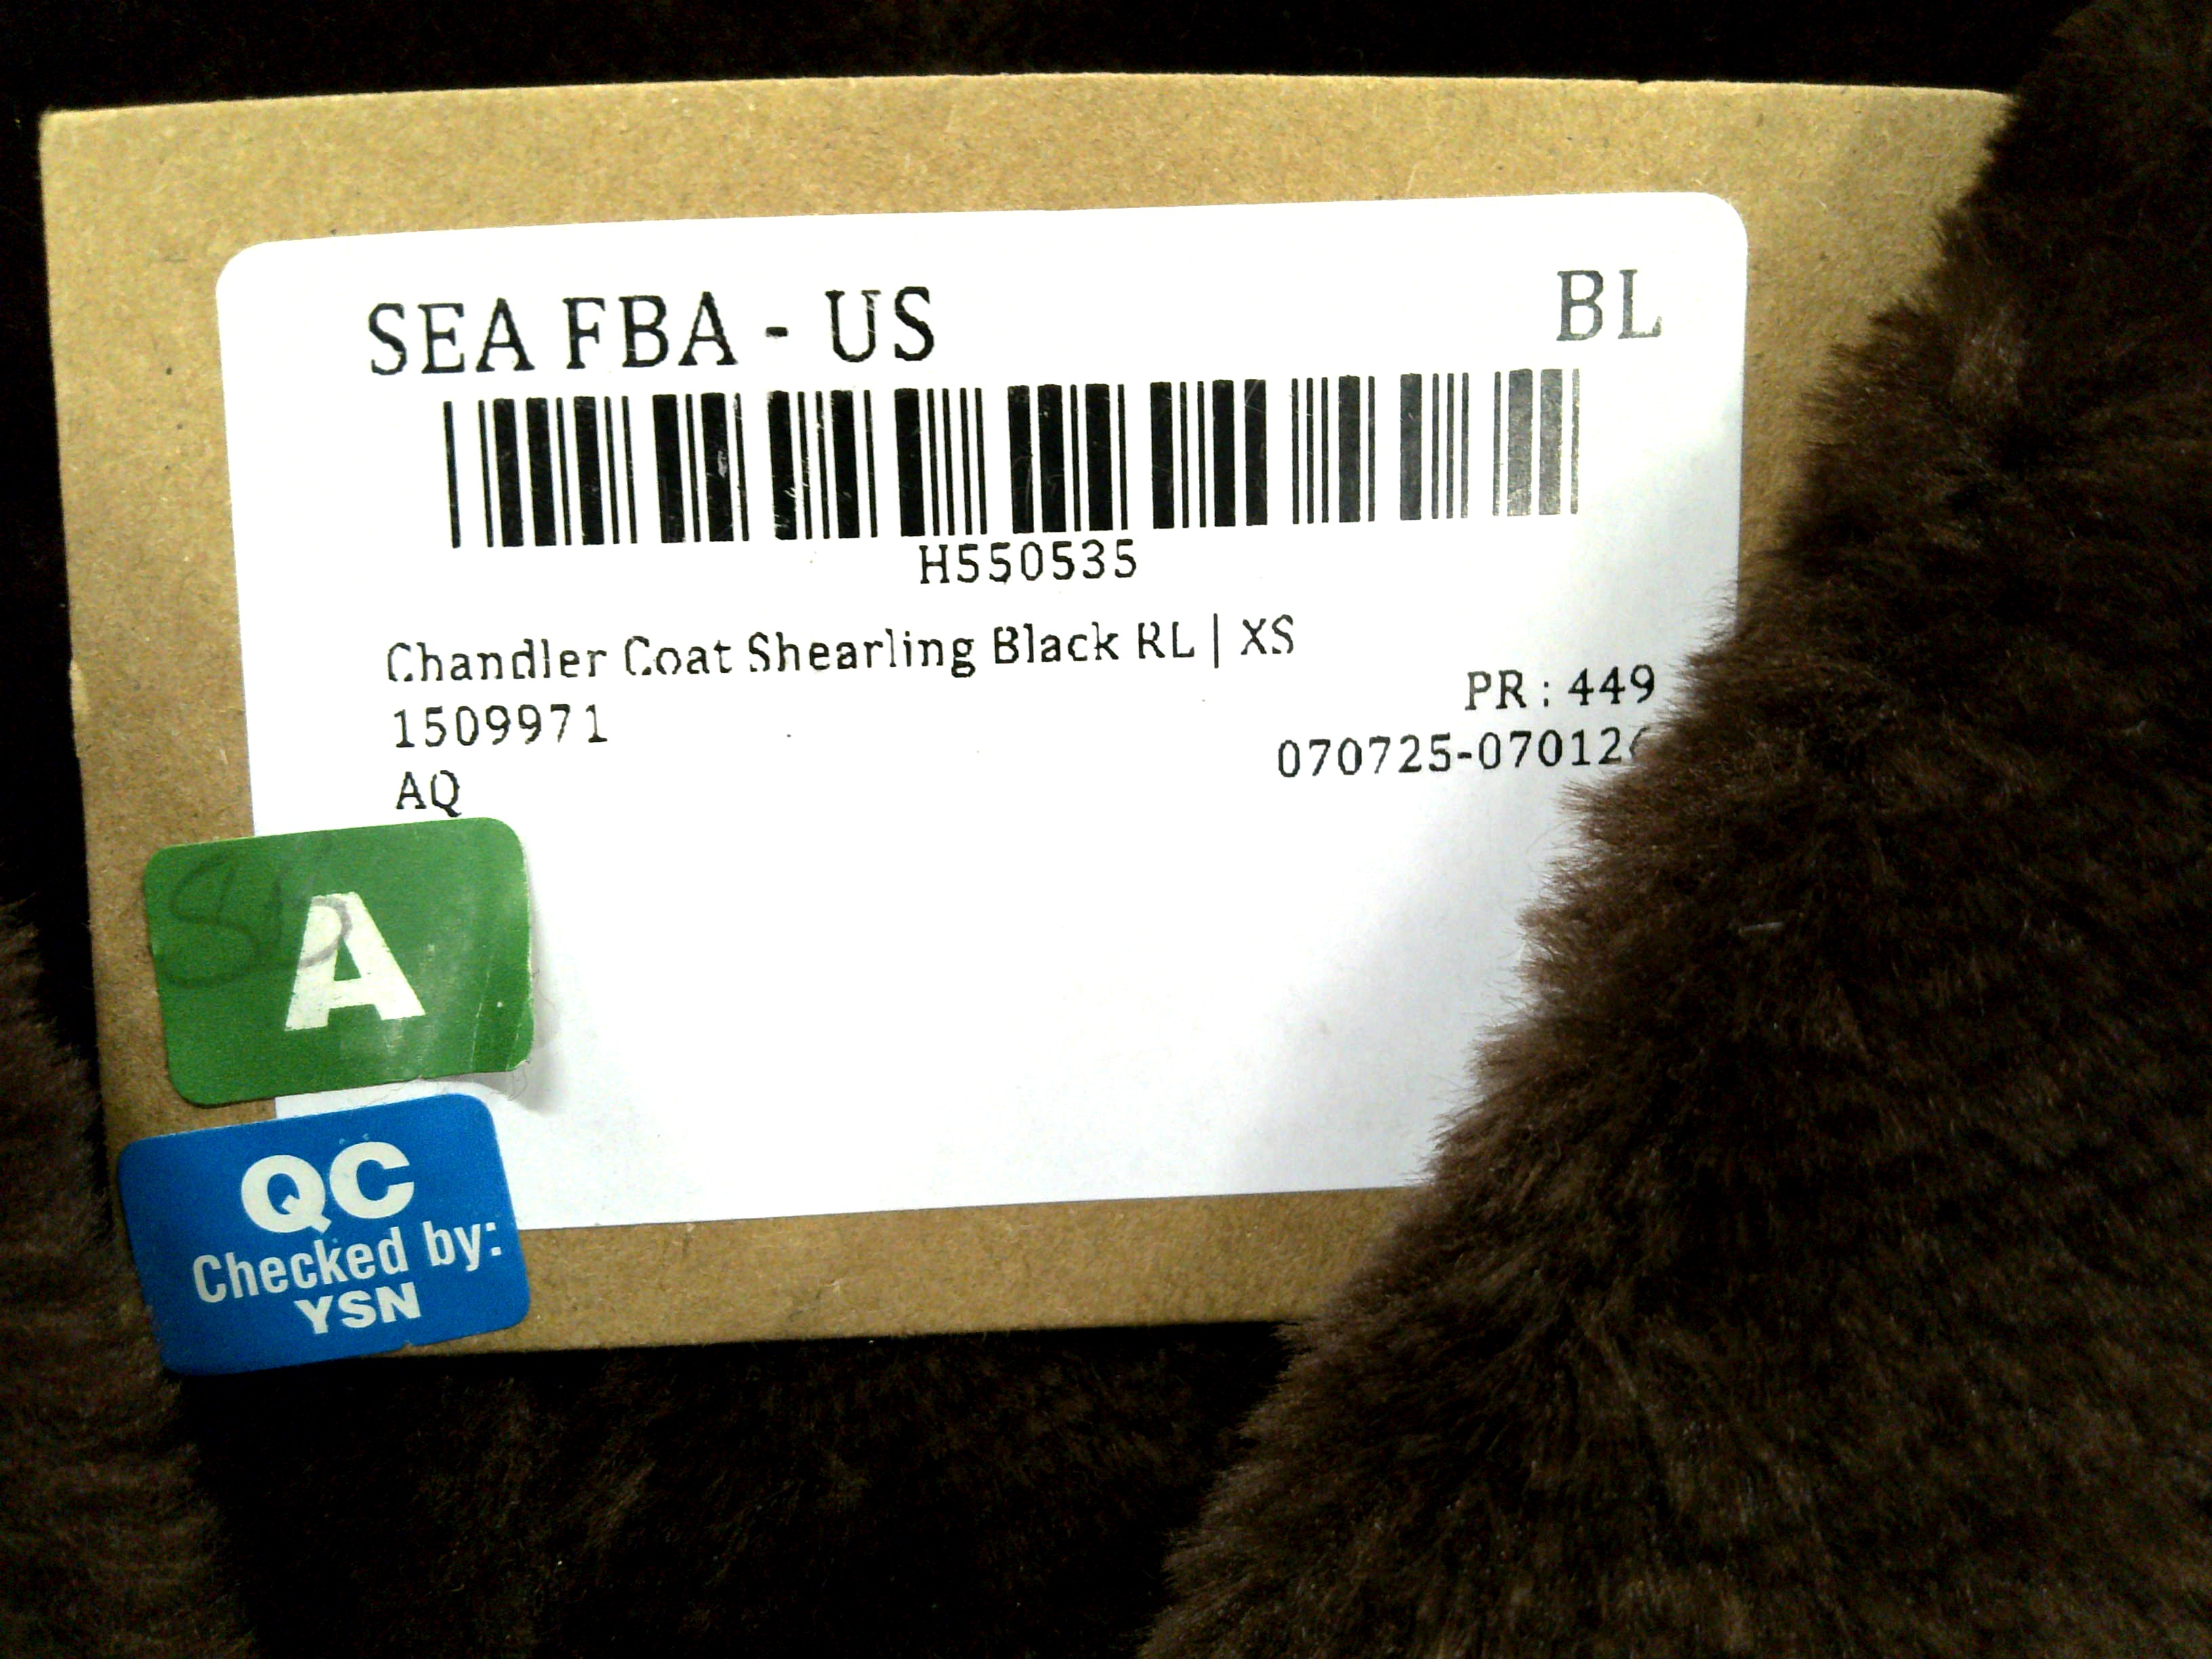 SEA FBA - US BL
H550535
Chandler Coat Shearling Black RL | XS
PR : 449
1509971
070725-07012
AQ
A
QC
Checked by:
YSN